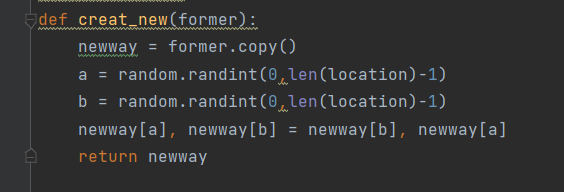 def creat_new(former):
newway = former.copy()
a = random.randint(0,len(location)-1)
b = random.randint(0,len(location)-1)
newway[a], newway[b] = newway[b], newway[a]
return newway